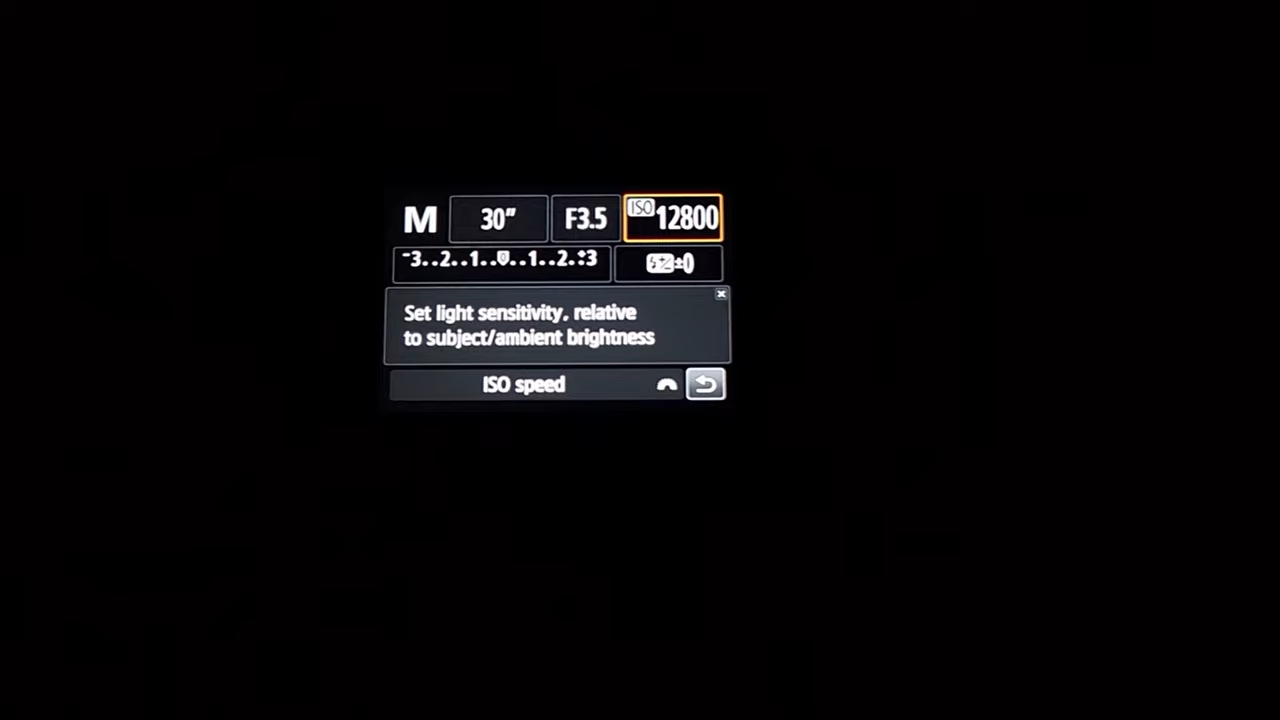 M 30" F3.5 ISO 12800
-3..2..1..0..1..2.:+3 ±0
Set light sensitivity, relative
to subject/ambient brightness
ISO speed